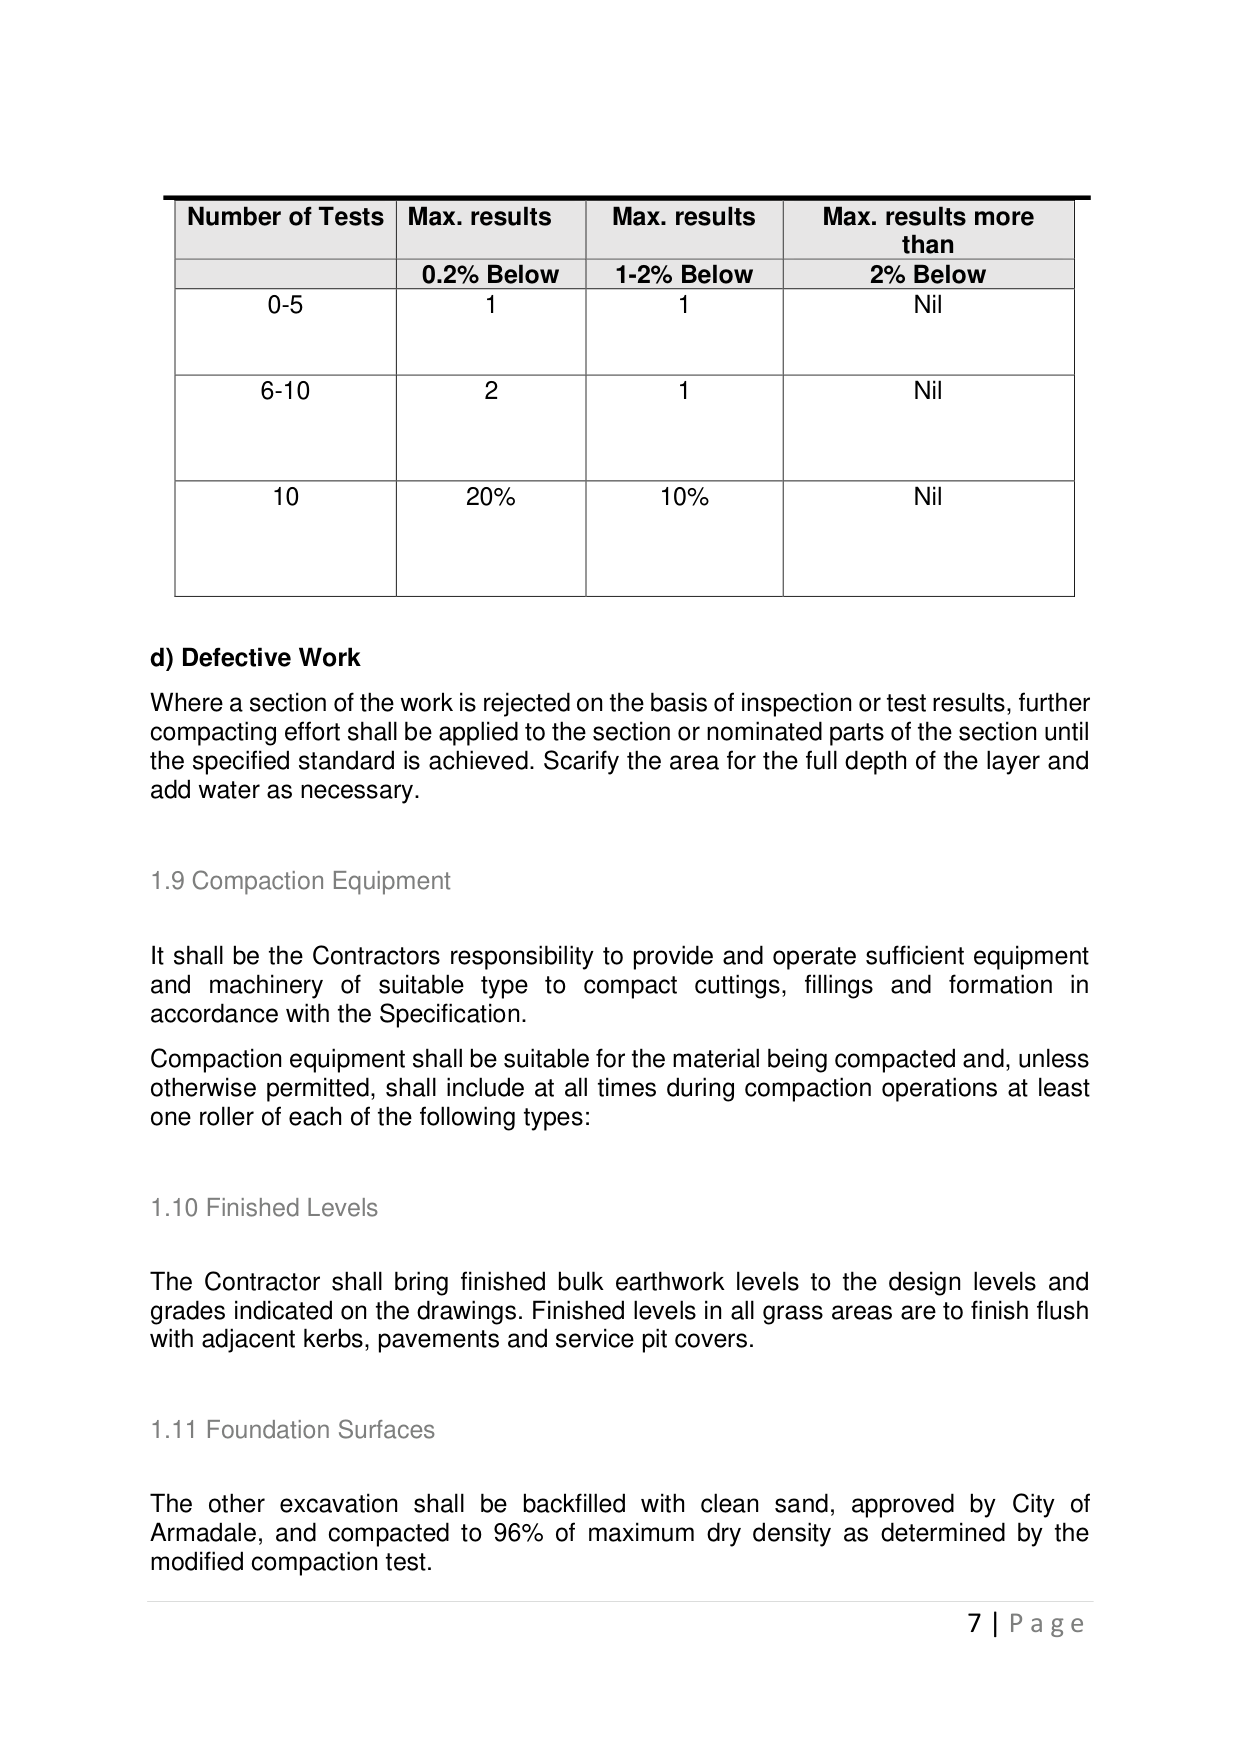 Number of Tests Max. results Max. results Max. results more
than
0.2% Below 1-2% Below 2% Below
0-5 1 1 Nil
6-10 2 1 Nil
10 20% 10% Nil
d) Defective Work
Where a section of the work is rejected on the basis of inspection or test results, further
compacting effort shall be applied to the section or nominated parts of the section until
the specified standard is achieved. Scarify the area for the full depth of the layer and
add water as necessary.
1.9 Compaction Equipment
It shall be the Contractors responsibility to provide and operate sufficient equipment
and machinery of suitable type to compact cuttings, fillings and formation in
accordance with the Specification.
Compaction equipment shall be suitable for the material being compacted and, unless
otherwise permitted, shall include at all times during compaction operations at least
one roller of each of the following types:
1.10 Finished Levels
The Contractor shall bring finished bulk earthwork levels to the design levels and
grades indicated on the drawings. Finished levels in all grass areas are to finish flush
with adjacent kerbs, pavements and service pit covers.
1.11 Foundation Surfaces
The other excavation shall be backfilled with clean sand, approved by City of
Armadale, and compacted to 96% of maximum dry density as determined by the
modified compaction test.
7 | Page